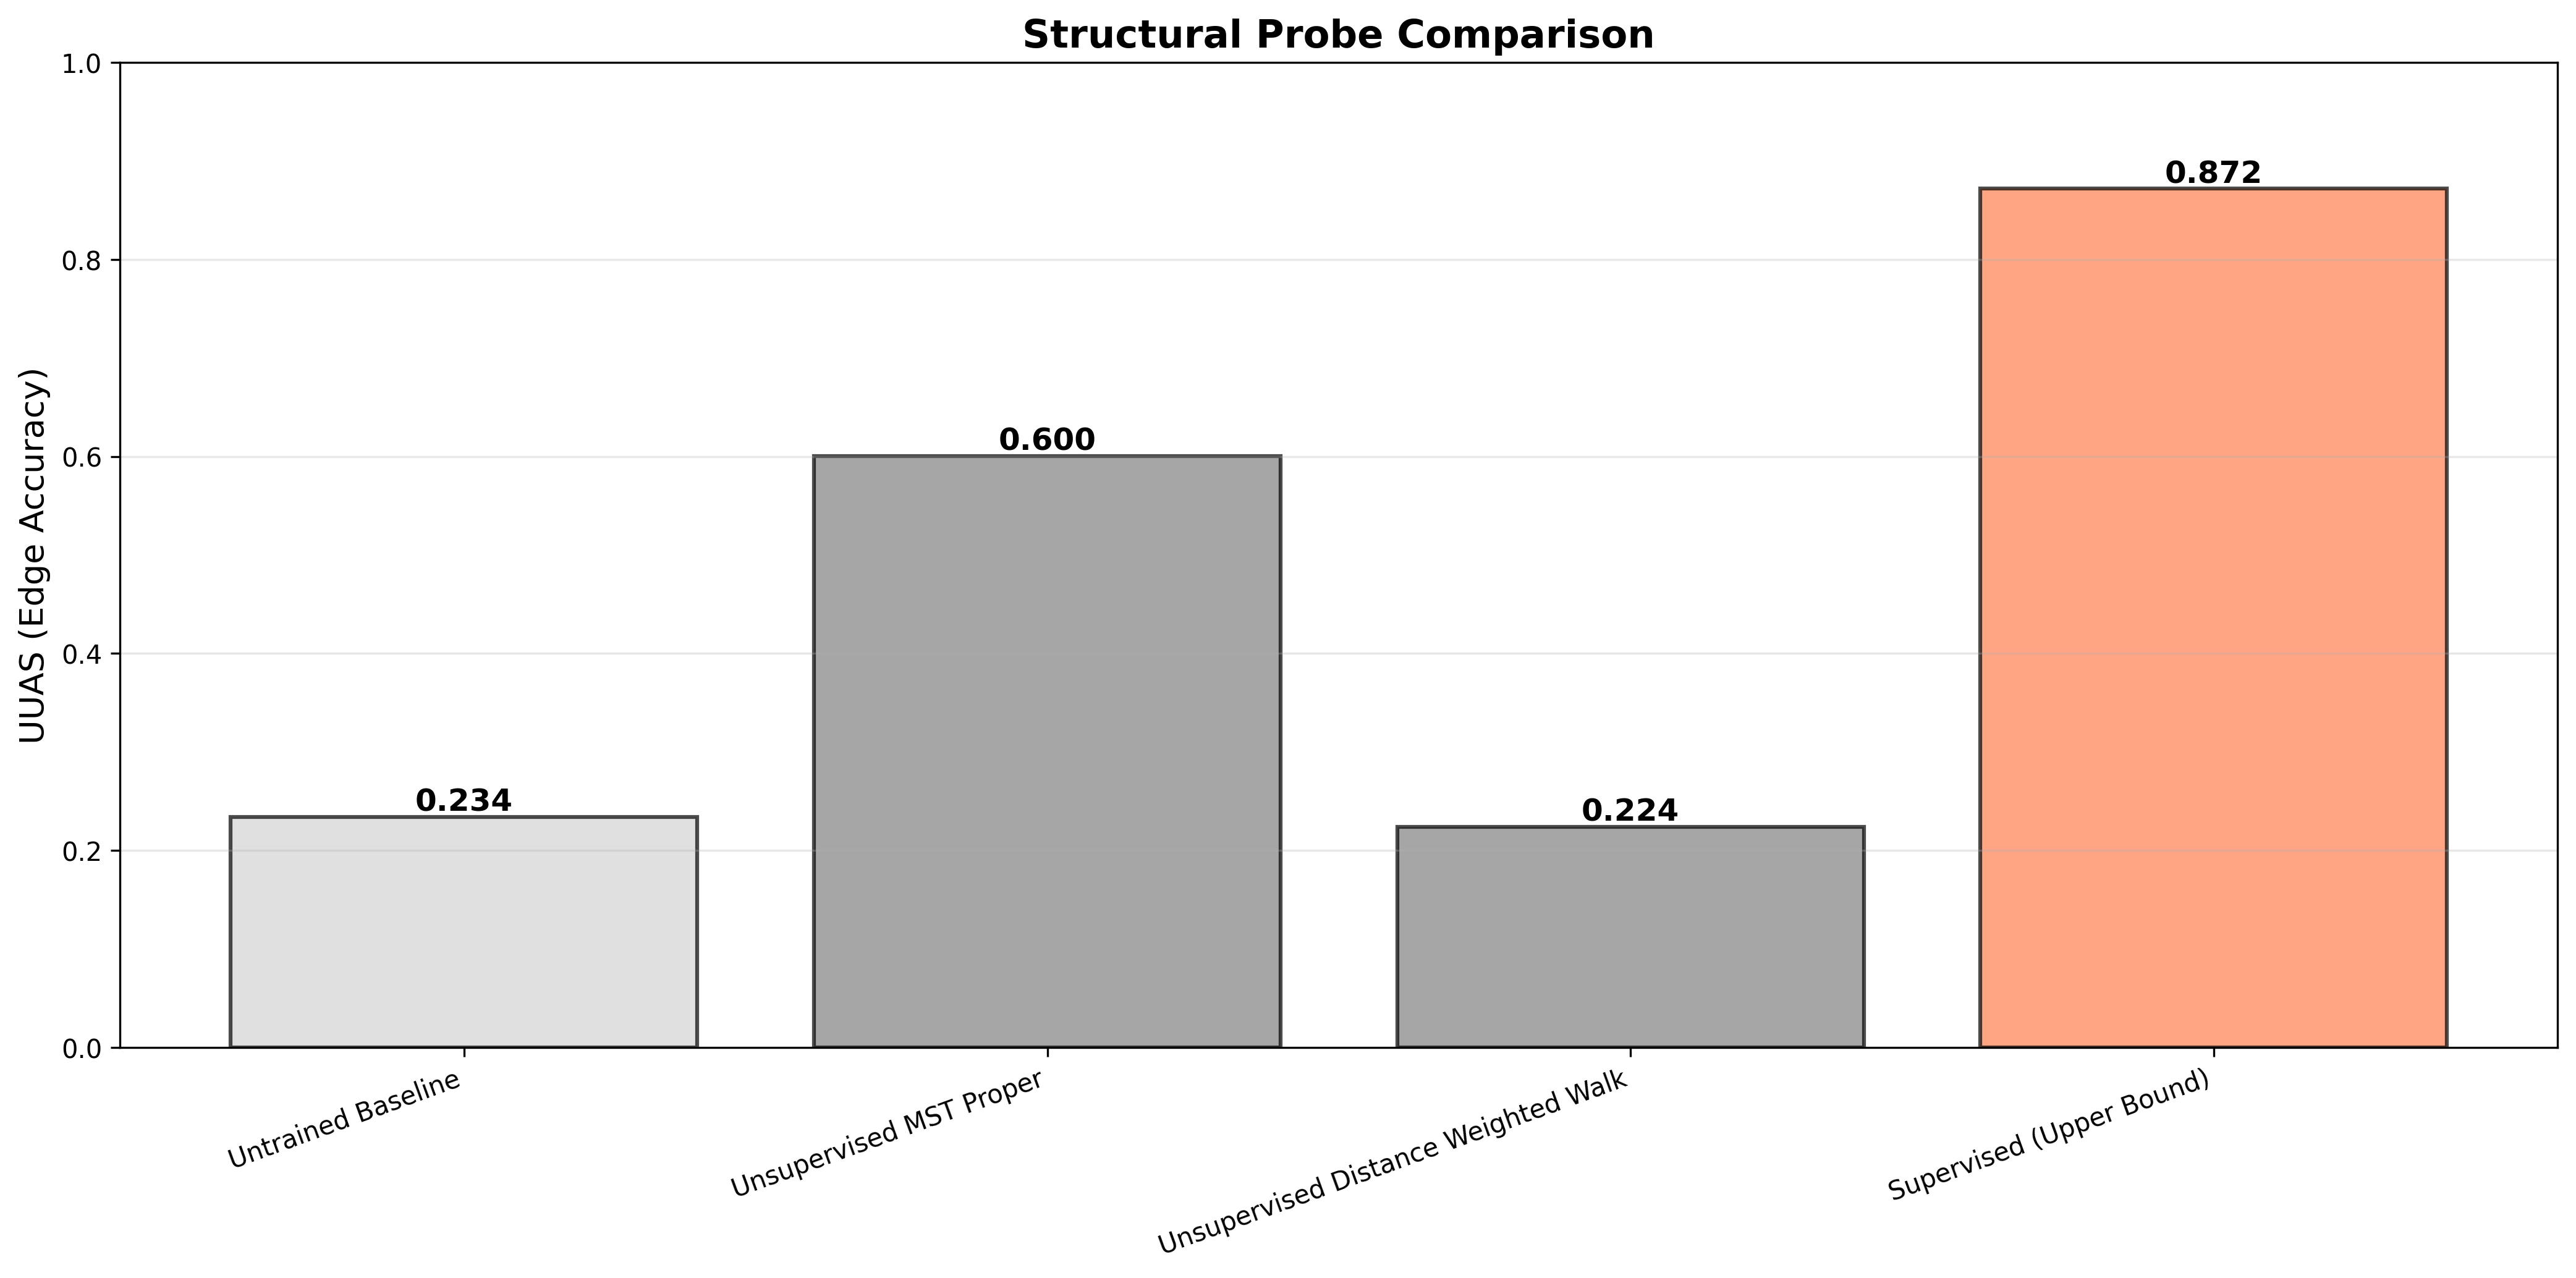 Structural Probe Comparison
UUAS (Edge Accuracy)
1.0
0.8
0.6
0.4
0.2
0.0
0.234
0.600
0.224
0.872
Untrained Baseline
Unsupervised MST Proper
Unsupervised Distance Weighted Walk
Supervised (Upper Bound)